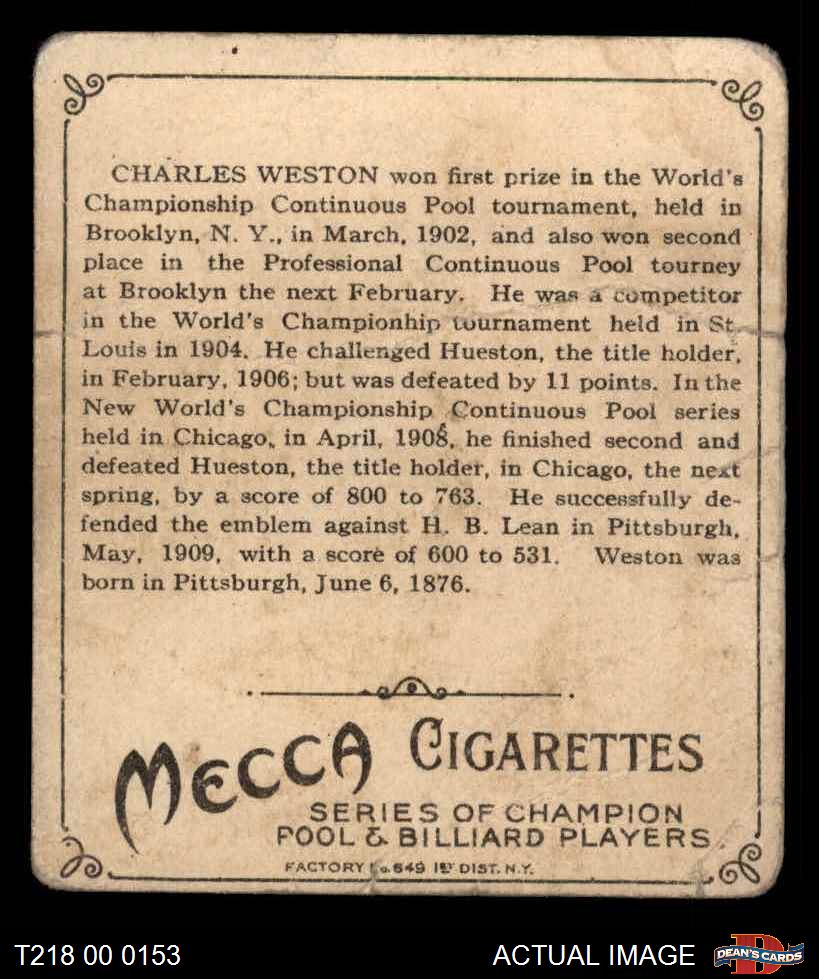 CHARLES WESTON won first prize in the World's
Championship Continuous Pool tournament, held in
Brooklyn, N. Y., in March, 1902, and also won second
place in the Professional Continuous Pool tourney
at Brooklyn the next February. He was a competitor
in the World's Championhip tournament held in St.
Louis in 1904. He challenged Hueston, the title holder,
in February, 1906; but was defeated by 11 points. In the
New World's Championship Continuous Pool series
held in Chicago, in April, 1908, he finished second and
defeated Hueston, the title holder, in Chicago, the next
spring, by a score of 800 to 763. He successfully de-
fended the emblem against H. B. Lean in Pittsburgh,
May, 1909, with a score of 600 to 531. Weston was
born in Pittsburgh, June 6, 1876.
MECCA CIGARETTES
SERIES OF CHAMPION
POOL & BILLIARD PLAYERS.
FACTORY No. 649 1ST DIST. N.Y.
T218 00 0153 ACTUAL IMAGE DEAN'S CARDS